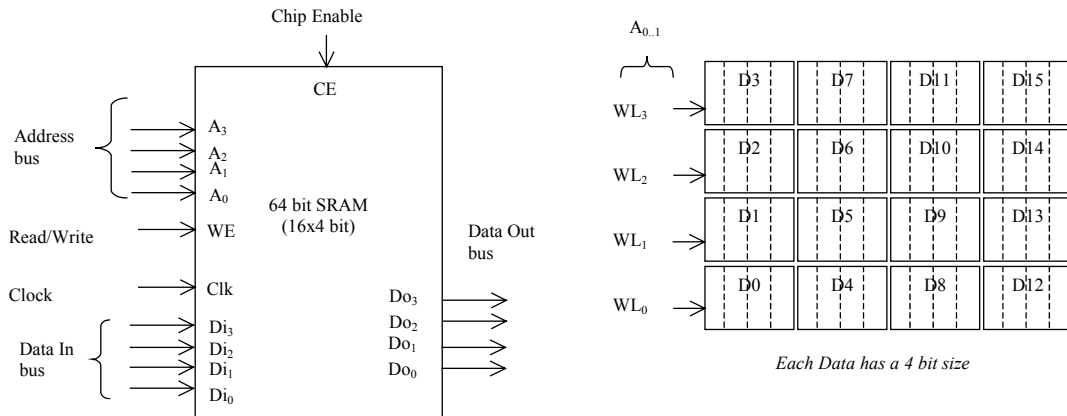 Chip Enable
CE
Address
bus
A₃
A₂
A₁
A₀
64 bit SRAM
(16x4 bit)
Read/Write
WE
Data Out
bus
Clock
Clk
Do₃
Do₂
Do₁
Do₀
Data In
bus
Di₃
Di₂
Di₁
Di₀
A₀..₁
WL₃
D3 D7 D11 D15
WL₂
D2 D6 D10 D14
WL₁
D1 D5 D9 D13
WL₀
D0 D4 D8 D12
Each Data has a 4 bit size